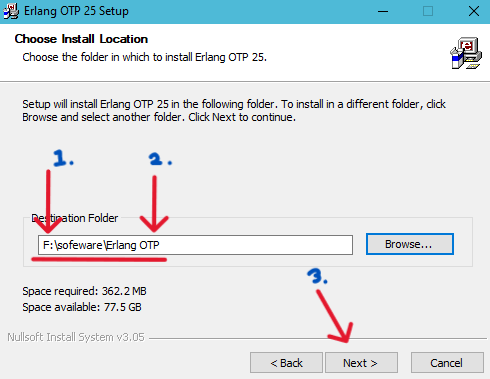 Erlang OTP 25 Setup
Choose Install Location
Choose the folder in which to install Erlang OTP 25.
Setup will install Erlang OTP 25 in the following folder. To install in a different folder, click
Browse and select another folder. Click Next to continue.
1. 2.
Destination Folder
F:\sofeware\Erlang OTP
Browse...
3.
Space required: 362.2 MB
Space available: 77.5 GB
Nullsoft Install System v3.05
< Back Next > Cancel